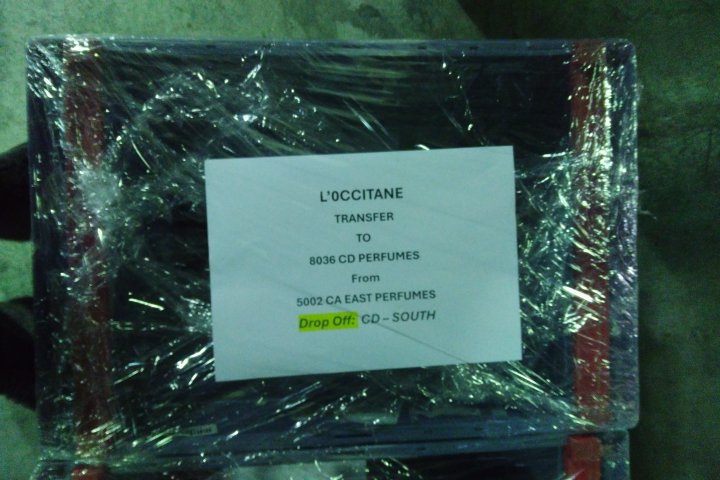 L'0CCITANE
TRANSFER
TO
8036 CD PERFUMES
From
5002 CA EAST PERFUMES
Drop Off: CD – SOUTH